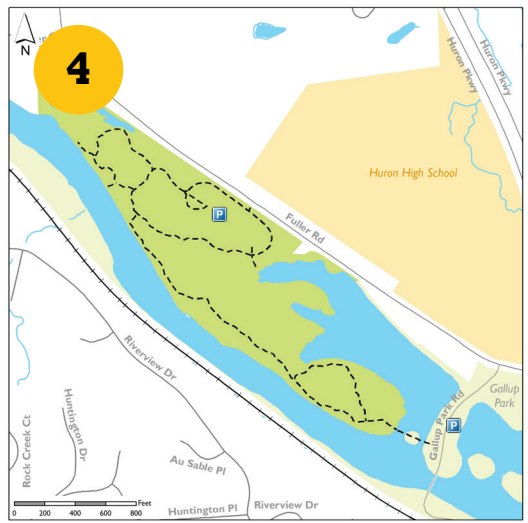 N
4
Huron Pkwy
Huron Pkwy
Huron High School
P
Fuller Rd
Riverview Dr
Gallup
Park
Gallup Park Rd
P
Huntington Dr
Rock Creek Ct
Au Sable Pl
Feet
0 200 400 600 800
Huntington Pl
Riverview Dr